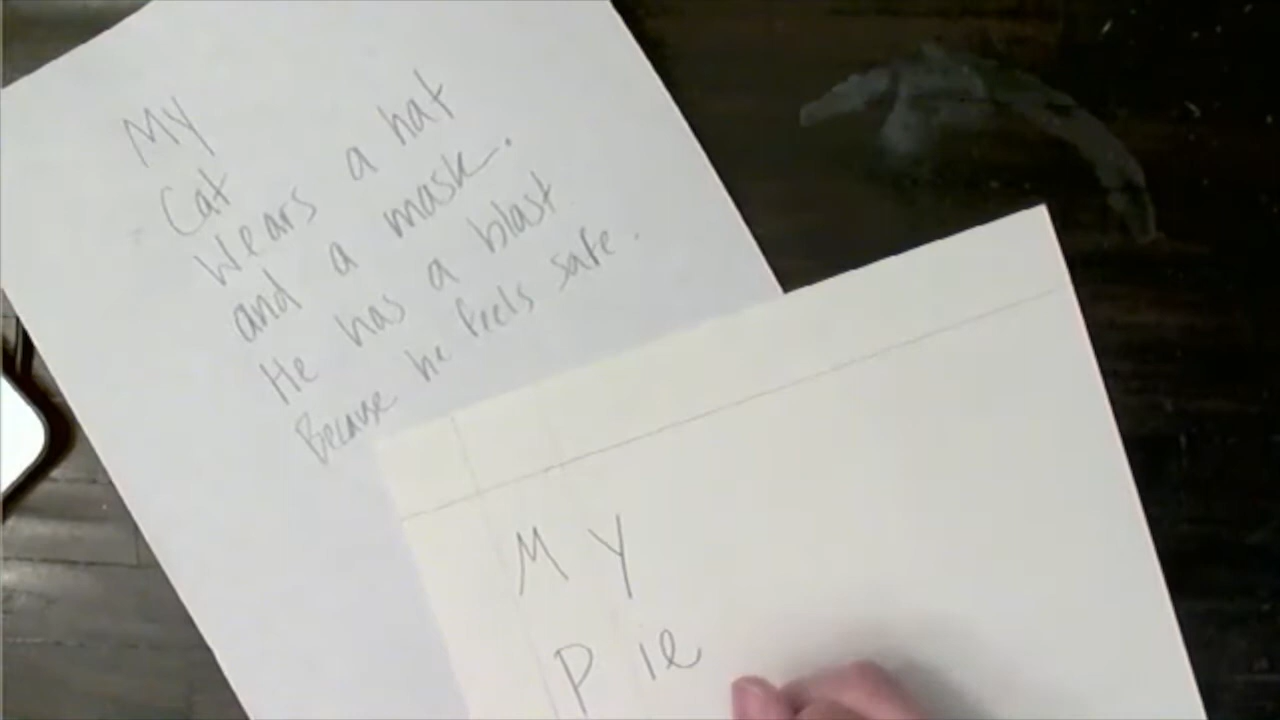 My
Cat
Wears a hat
and a mask.
He has a blast
Because he feels safe.
My
Pie